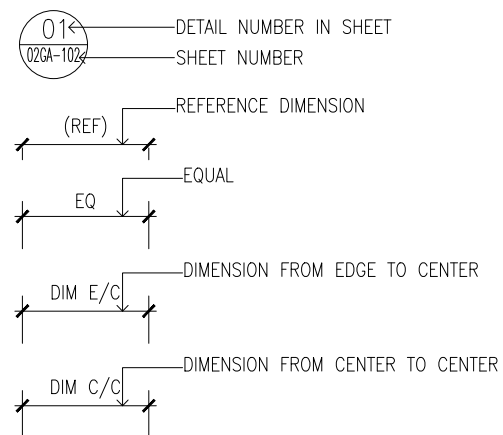 01
DETAIL NUMBER IN SHEET
02GA-102
SHEET NUMBER
REFERENCE DIMENSION
(REF)
EQUAL
EQ
DIMENSION FROM EDGE TO CENTER
DIM E/C
DIMENSION FROM CENTER TO CENTER
DIM C/C